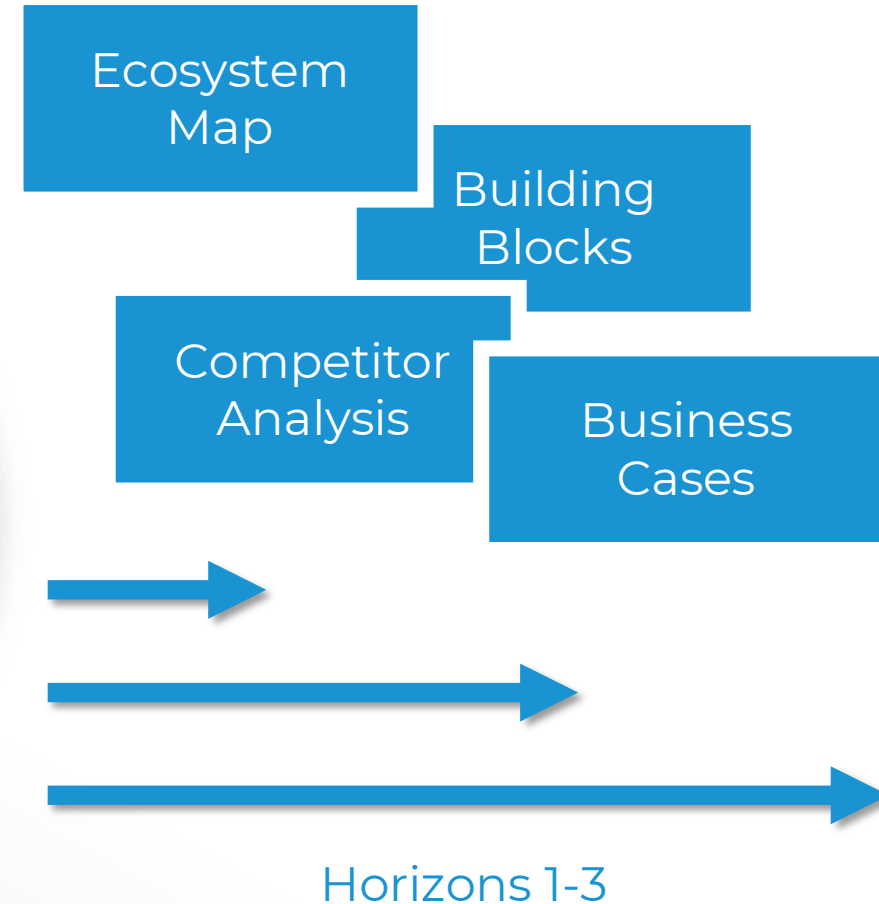 Ecosystem
Map
Building
Blocks
Competitor
Analysis
Business
Cases
Horizons 1-3